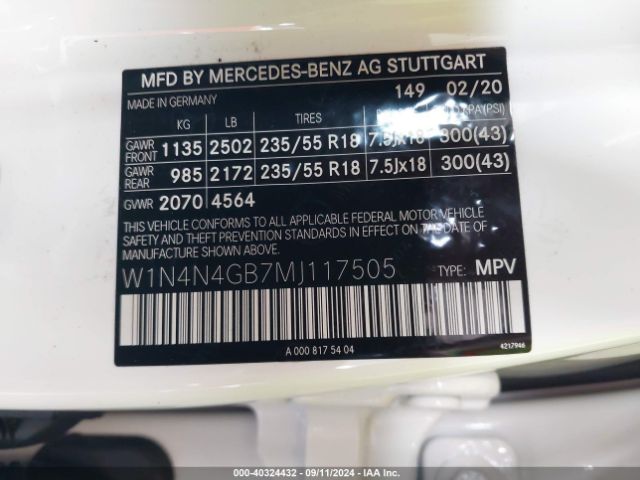 MFD BY MERCEDES-BENZ AG STUTTGART
MADE IN GERMANY 149 02/20
KG LB TIRES
GAWR FRONT 1135 2502 235/55 R18 7.5Jx18 300(43)
GAWR REAR 985 2172 235/55 R18 7.5Jx18 300(43)
GVWR 2070 4564
THIS VEHICLE CONFORMS TO ALL APPLICABLE FEDERAL MOTOR VEHICLE
SAFETY AND THEFT PREVENTION STANDARDS IN EFFECT ON THE DATE OF
MANUFACTURE SHOWN ABOVE.
W1N4N4GB7MJ117505 TYPE: MPV
A 000 817 54 04
4217946
000-40324432 - 09/11/2024 - IAA Inc.